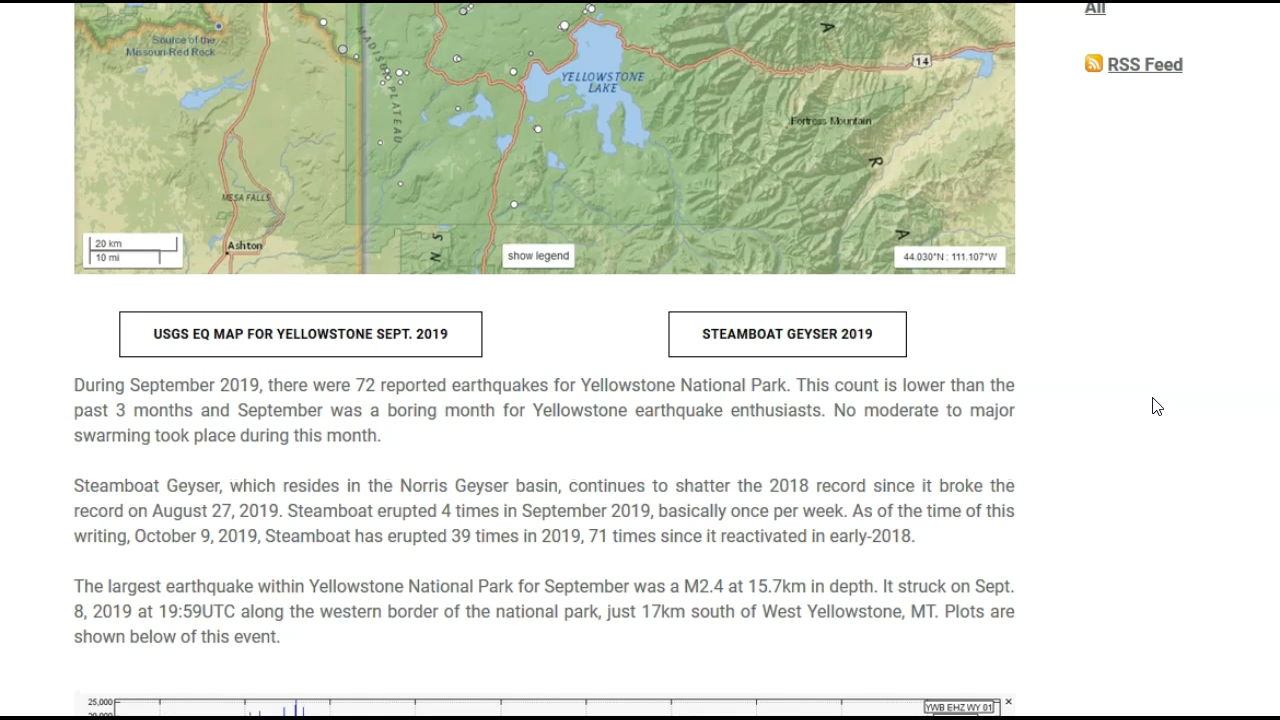 All
Source of the
Missouri-Red Rock
MADISON PLATEAU
A
14
RSS Feed
YELLOWSTONE
LAKE
Fortress Mountain
R
MESA FALLS
A
20 km
10 mi
Ashton
S
N
show legend
44.030°N : 111.107°W
USGS EQ MAP FOR YELLOWSTONE SEPT. 2019
STEAMBOAT GEYSER 2019
During September 2019, there were 72 reported earthquakes for Yellowstone National Park. This count is lower than the
past 3 months and September was a boring month for Yellowstone earthquake enthusiasts. No moderate to major
swarming took place during this month.
Steamboat Geyser, which resides in the Norris Geyser basin, continues to shatter the 2018 record since it broke the
record on August 27, 2019. Steamboat erupted 4 times in September 2019, basically once per week. As of the time of this
writing, October 9, 2019, Steamboat has erupted 39 times in 2019, 71 times since it reactivated in early-2018.
The largest earthquake within Yellowstone National Park for September was a M2.4 at 15.7km in depth. It struck on Sept.
8, 2019 at 19:59UTC along the western border of the national park, just 17km south of West Yellowstone, MT. Plots are
shown below of this event.
25,000
YWB EHZ WY 01